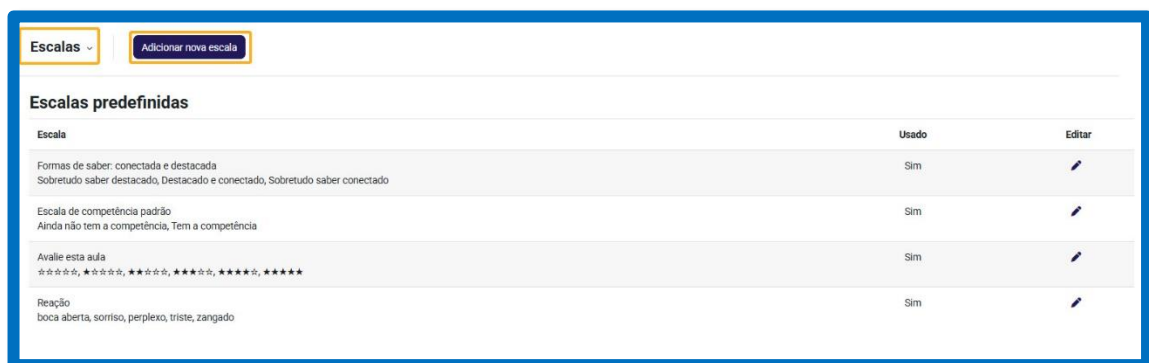 Escalas
Adicionar nova escala
Escalas predefinidas
Escala Usado Editar
Formas de saber: conectada e destacada Sim
Sobretudo saber destacado, Destacado e conectado, Sobretudo saber conectado
Escala de competência padrão Sim
Ainda não tem a competência, Tem a competência
Avalie esta aula Sim
☆☆☆☆☆, ★☆☆☆☆, ★★☆☆☆, ★★★☆☆, ★★★★☆, ★★★★★
Reação Sim
boca aberta, sorriso, perplexo, triste, zangado